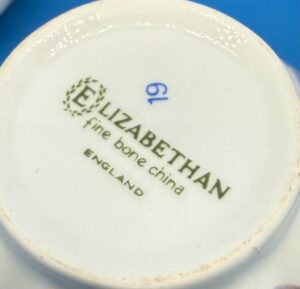 19
ELIZABETHAN
fine bone china
ENGLAND